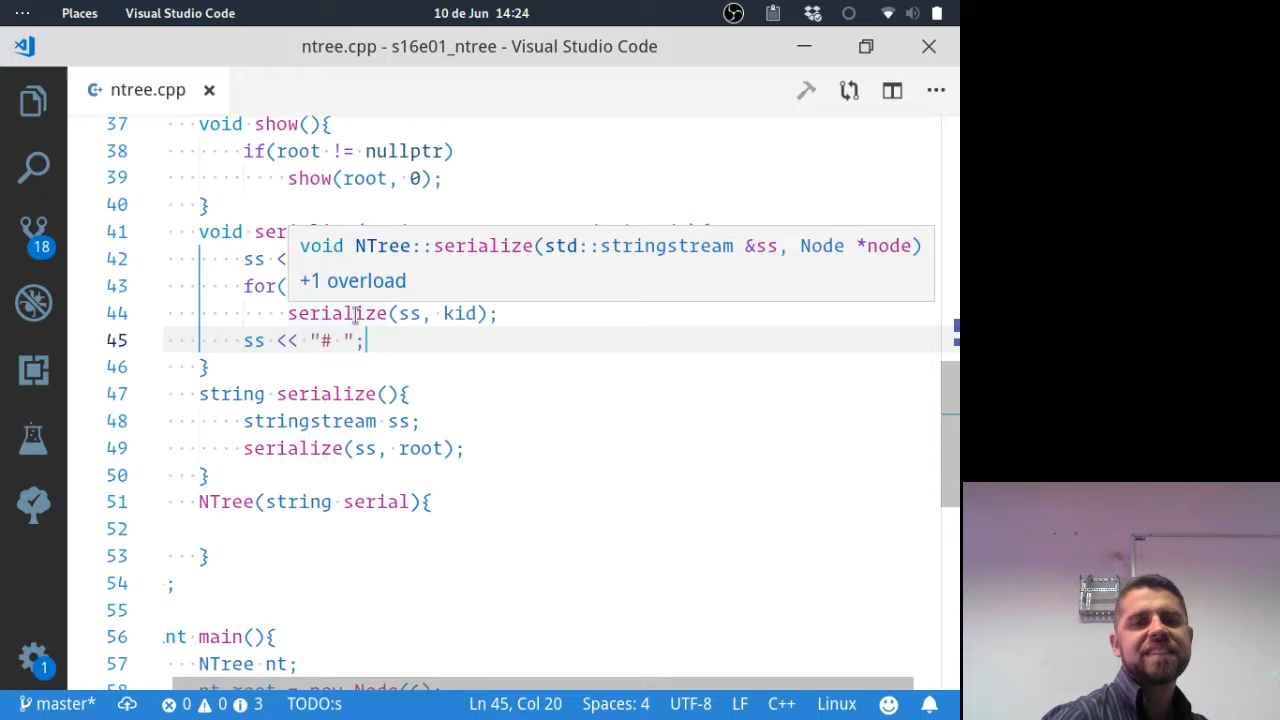 Places Visual Studio Code 10 de Jun 14:24
ntree.cpp - s16e01_ntree - Visual Studio Code
ntree.cpp
37 void show(){
38 if(root != nullptr)
39 show(root, 0);
40 }
41 void
void NTree::serialize(std::stringstream &ss, Node *node)
42 ss
+1 overload
43 for(
44 serialize(ss, kid);
45 ss << "# ";
46 }
47 string serialize(){
48 stringstream ss;
49 serialize(ss, root);
50 }
51 NTree(string serial){
52
53 }
54 ;
55
56 nt main(){
57 NTree nt;
18
1
master* 0 0 3 TODO:s Ln 45, Col 20 Spaces: 4 UTF-8 LF C++ Linux